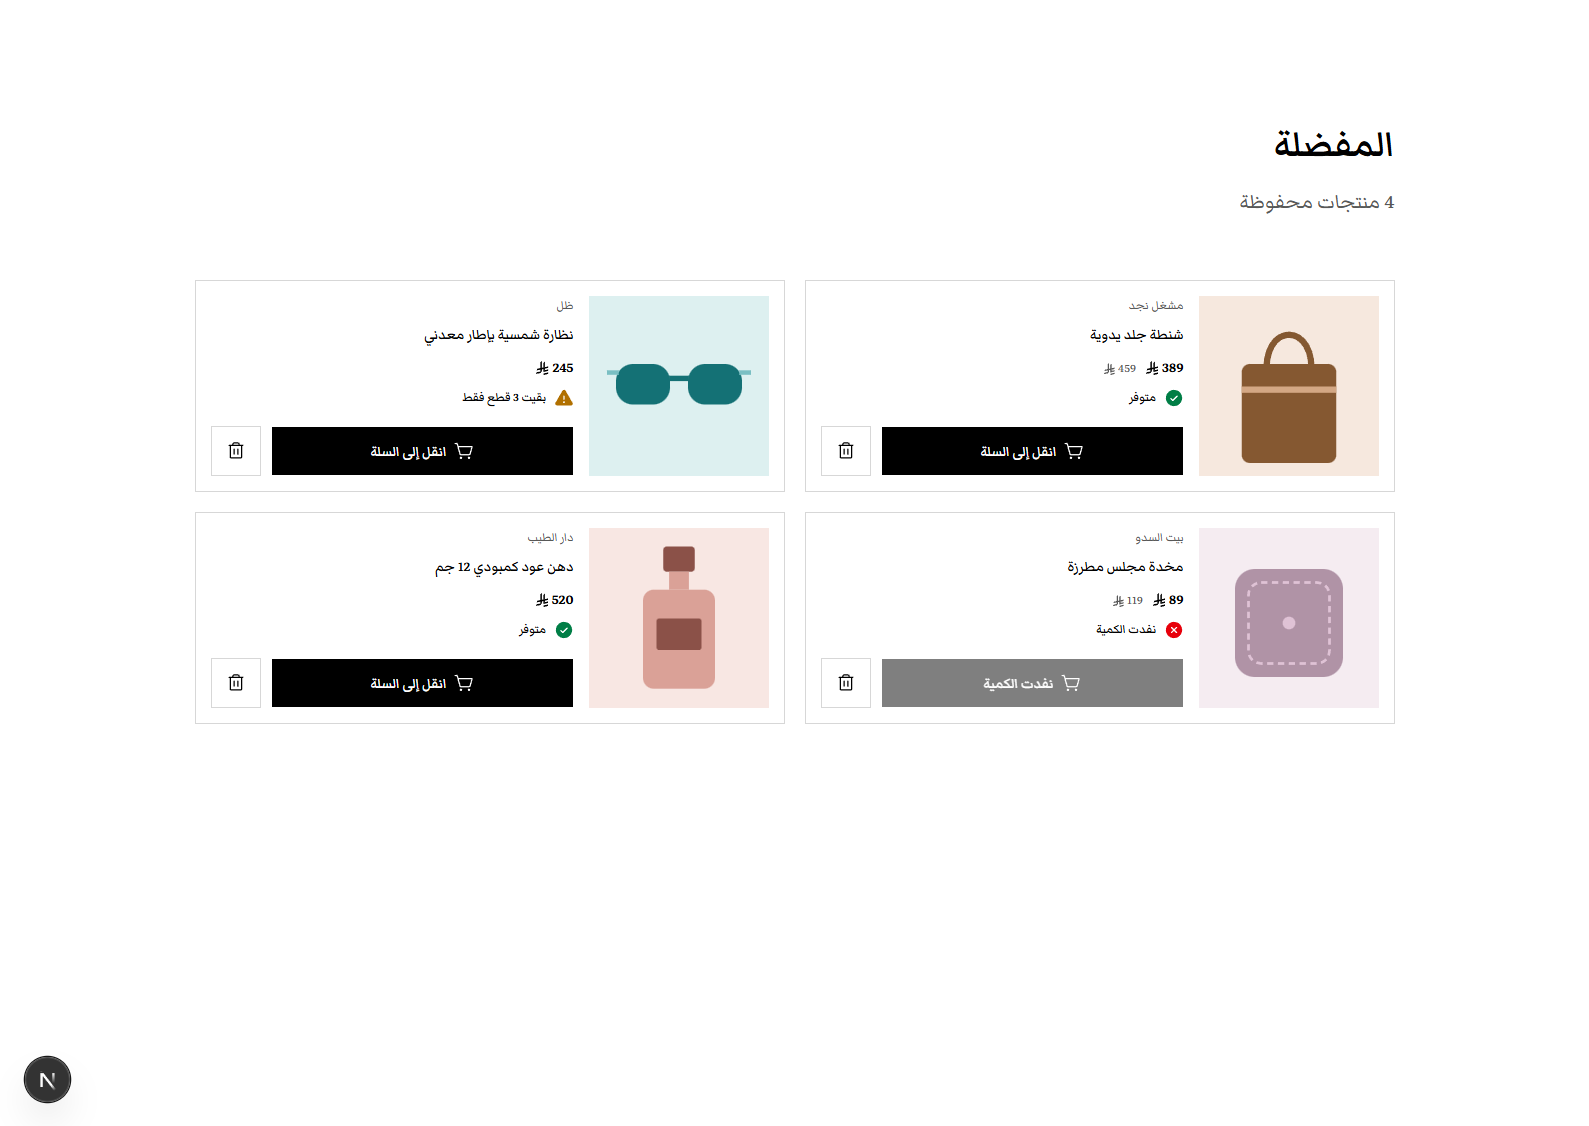 المفضلة
4 منتجات محفوظة
مشغل نجد
شنطة جلد يدوية
389 ⃁ 459 ⃁
متوفر
انقل إلى السلة
ظل
نظارة شمسية بإطار معدني
245 ⃁
بقيت 3 قطع فقط
انقل إلى السلة
بيت السدو
مخدة مجلس مطرزة
89 ⃁ 119 ⃁
نفدت الكمية
نفدت الكمية
دار الطيب
دهن عود كمبودي 12 جم
520 ⃁
متوفر
انقل إلى السلة
N